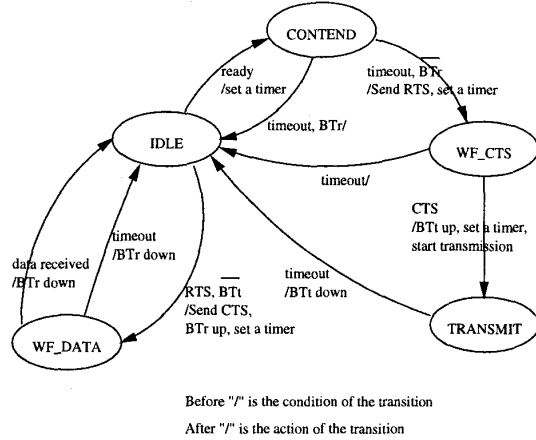 CONTEND
ready
/set a timer
timeout, B̅T̅r̅
/Send RTS, set a timer
timeout, BTr/
IDLE
WF_CTS
timeout/
CTS
/BTt up, set a timer,
start transmission
timeout
/BTr down
data received
/BTr down
RTS, B̅T̅t̅
/Send CTS,
BTr up, set a timer
timeout
/BTt down
TRANSMIT
WF_DATA
Before "/" is the condition of the transition
After "/" is the action of the transition